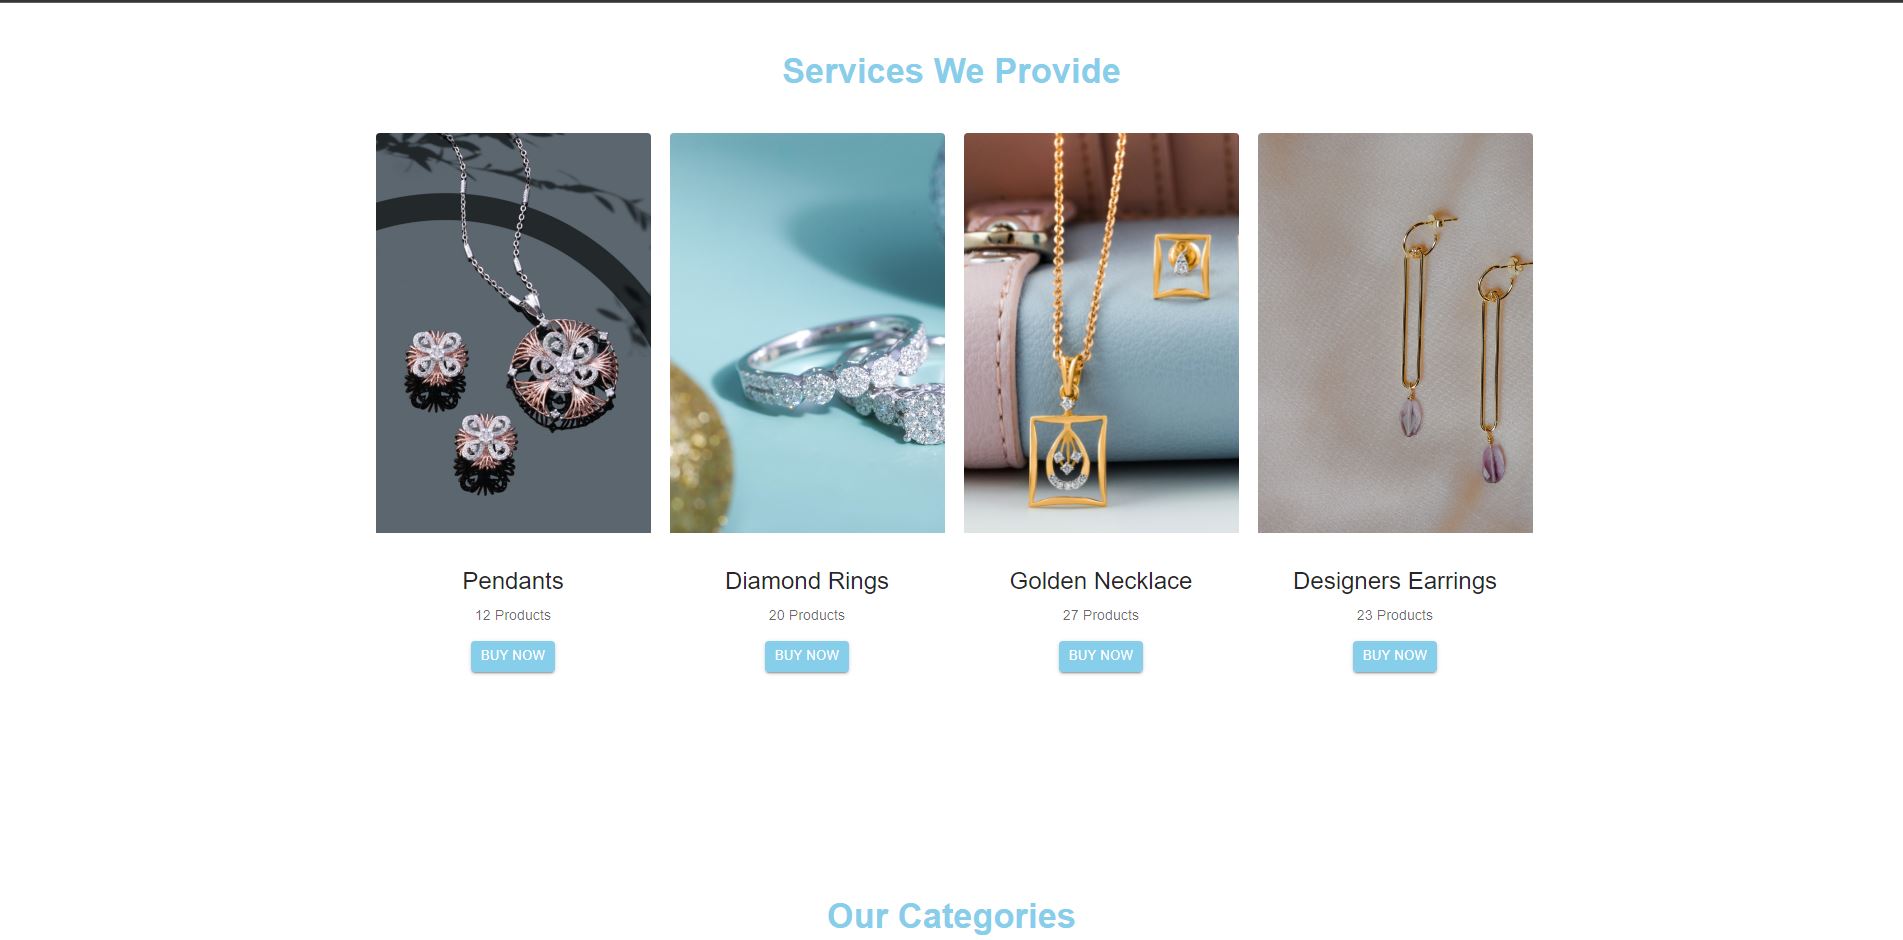 Services We Provide
Pendants
12 Products
BUY NOW
Diamond Rings
20 Products
BUY NOW
Golden Necklace
27 Products
BUY NOW
Designers Earrings
23 Products
BUY NOW
Our Categories